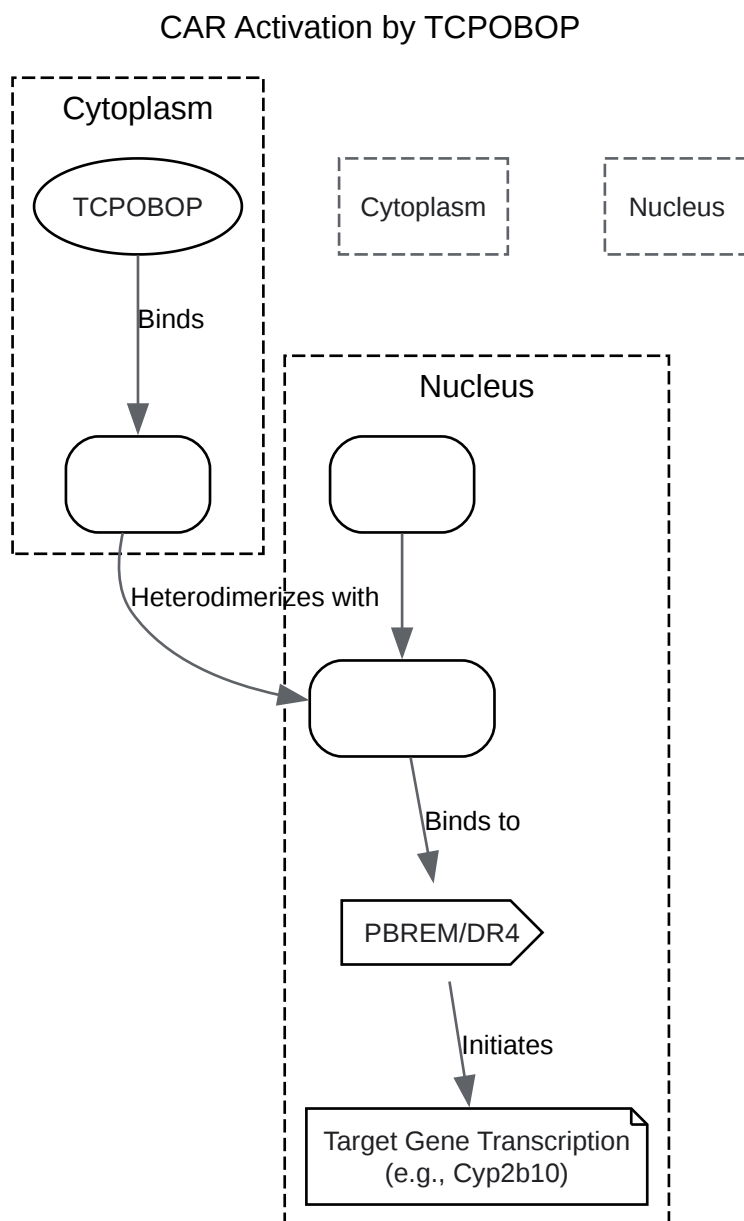 CAR Activation by TCPOBOP
Cytoplasm
TCPOBOP
Cytoplasm
Nucleus
Binds
Nucleus
Heterodimerizes with
Binds to
PBREM/DR4
Initiates
Target Gene Transcription
(e.g., Cyp2b10)